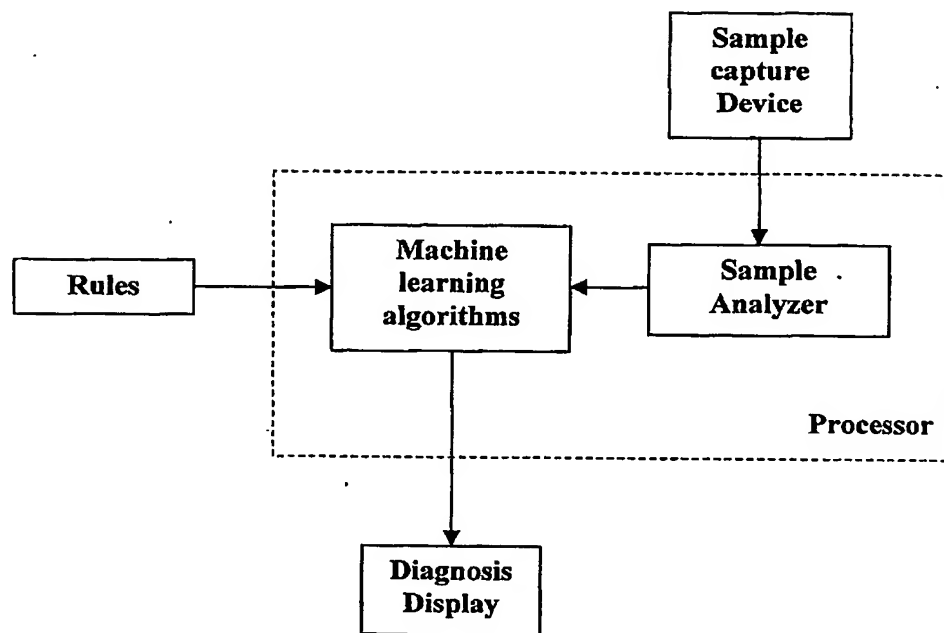 Sample
capture
Device
Machine
learning
algorithms
Rules
Sample
Analyzer
Processor
Diagnosis
Display